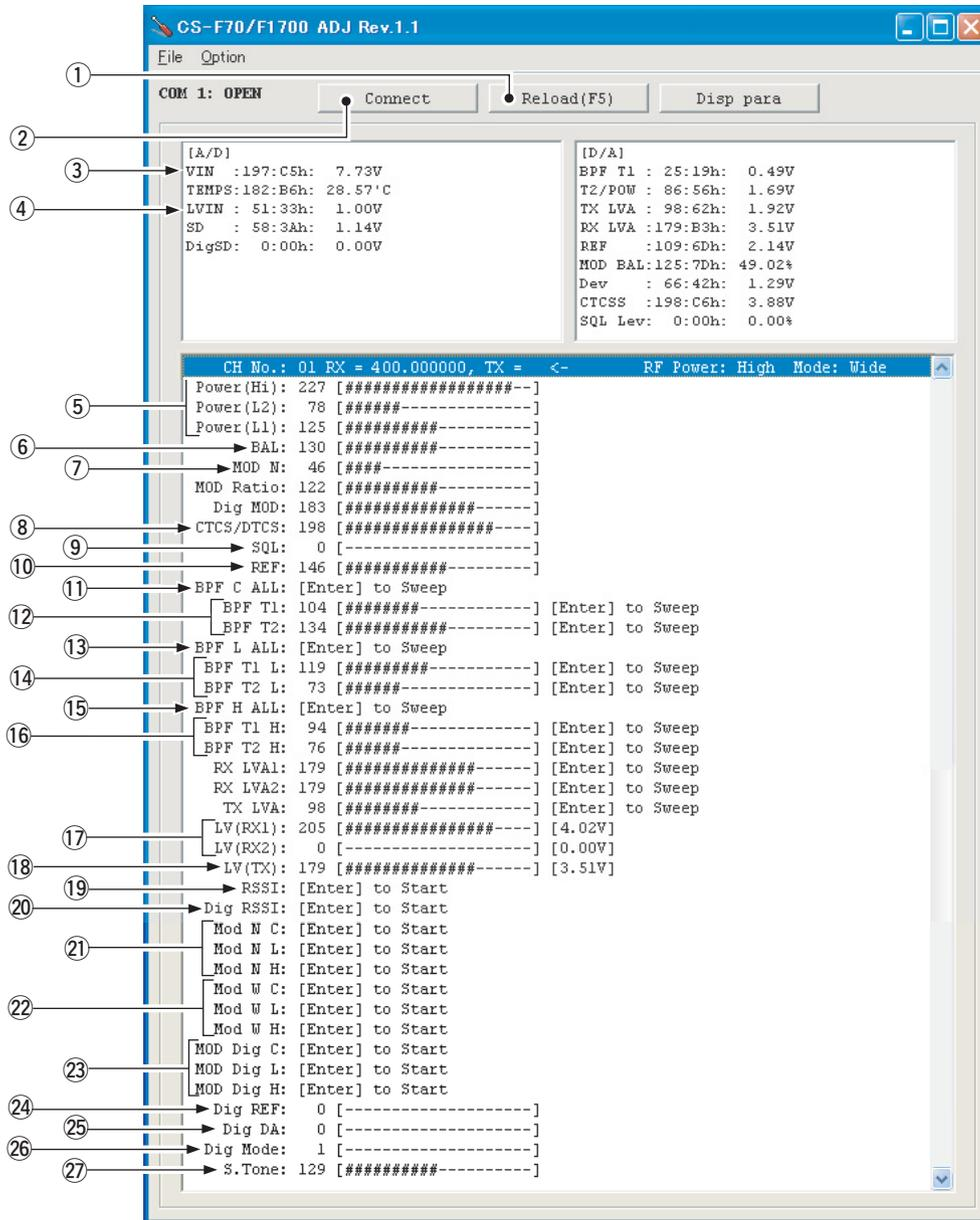 CS-F70/F1700 ADJ Rev.1.1
File Option
① 
COM 1: OPEN Connect Reload(F5) Disp para
②
[A/D] [D/A]
③ VIN :197:C5h: 7.73V BPF T1 : 25:19h: 0.49V
TEMPS:182:B6h: 28.57'C T2/POW : 86:56h: 1.69V
④ LVIN : 51:33h: 1.00V TX LVA : 98:62h: 1.92V
SD : 58:3Ah: 1.14V RX LVA :179:B3h: 3.51V
DigSD: 0:00h: 0.00V REF :109:6Dh: 2.14V
MOD BAL:125:7Dh: 49.02%
Dev : 66:42h: 1.29V
CTCSS :198:C6h: 3.88V
SQL Lev: 0:00h: 0.00%
CH No.: 01 RX = 400.000000, TX = <- RF Power: High Mode: Wide
Power(Hi): 227 [##################--]
⑤ Power(L2): 78 [######--------------]
Power(L1): 125 [##########----------]
⑥ BAL: 130 [##########----------]
⑦ MOD N: 46 [####----------------]
MOD Ratio: 122 [##########----------]
Dig MOD: 183 [##############------]
⑧ CTCS/DTCS: 198 [################----]
⑨ SQL: 0 [--------------------]
⑩ REF: 146 [###########---------]
⑪ BPF C ALL: [Enter] to Sweep
⑫ BPF T1: 104 [########------------] [Enter] to Sweep
BPF T2: 134 [###########---------] [Enter] to Sweep
⑬ BPF L ALL: [Enter] to Sweep
⑭ BPF T1 L: 119 [#########-----------] [Enter] to Sweep
BPF T2 L: 73 [######--------------] [Enter] to Sweep
⑮ BPF H ALL: [Enter] to Sweep
⑯ BPF T1 H: 94 [#######-------------] [Enter] to Sweep
BPF T2 H: 76 [######--------------] [Enter] to Sweep
RX LVA1: 179 [##############------] [Enter] to Sweep
RX LVA2: 179 [##############------] [Enter] to Sweep
TX LVA: 98 [########------------] [Enter] to Sweep
⑰ LV(RX1): 205 [################----] [4.02V]
LV(RX2): 0 [--------------------] [0.00V]
⑱ LV(TX): 179 [##############------] [3.51V]
⑲ RSSI: [Enter] to Start
⑳ Dig RSSI: [Enter] to Start
㉑ Mod N C: [Enter] to Start
Mod N L: [Enter] to Start
Mod N H: [Enter] to Start
㉒ Mod W C: [Enter] to Start
Mod W L: [Enter] to Start
Mod W H: [Enter] to Start
㉓ MOD Dig C: [Enter] to Start
MOD Dig L: [Enter] to Start
MOD Dig H: [Enter] to Start
㉔ Dig REF: 0 [--------------------]
㉕ Dig DA: 0 [--------------------]
㉖ Dig Mode: 1 [--------------------]
㉗ S.Tone: 129 [##########----------]